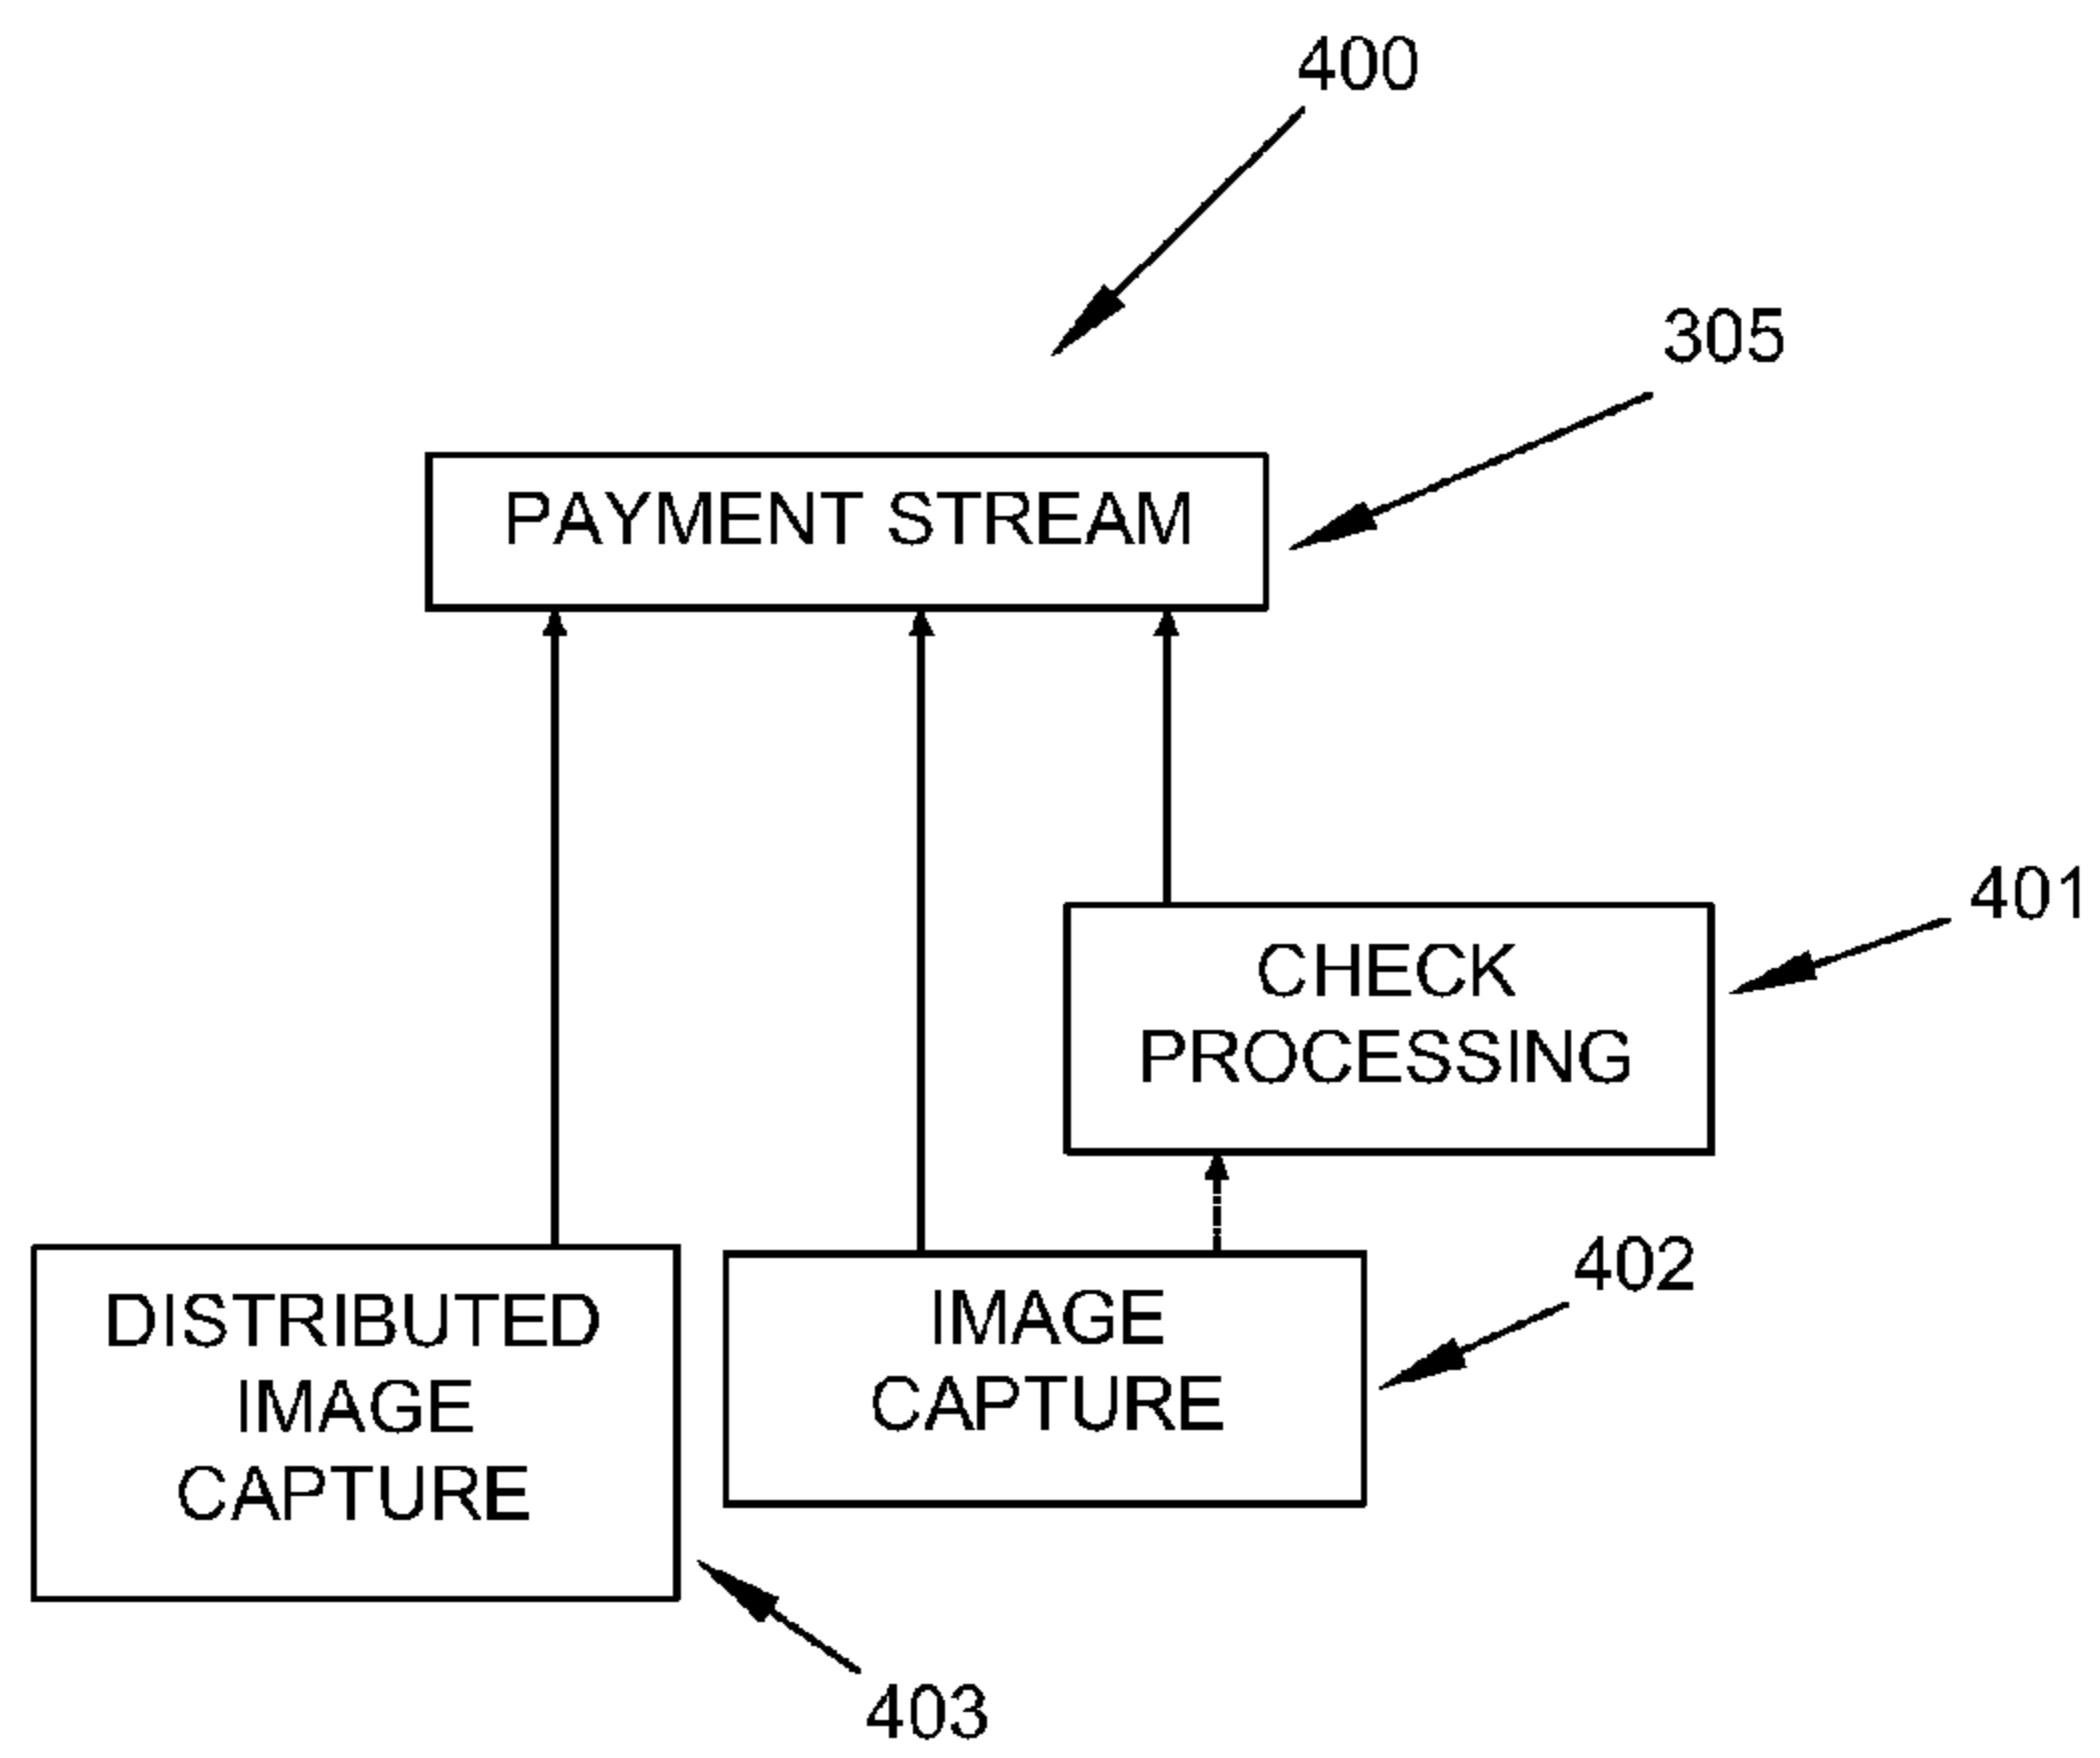 400
305
PAYMENT STREAM
401
CHECK
PROCESSING
402
IMAGE
CAPTURE
DISTRIBUTED
IMAGE
CAPTURE
403